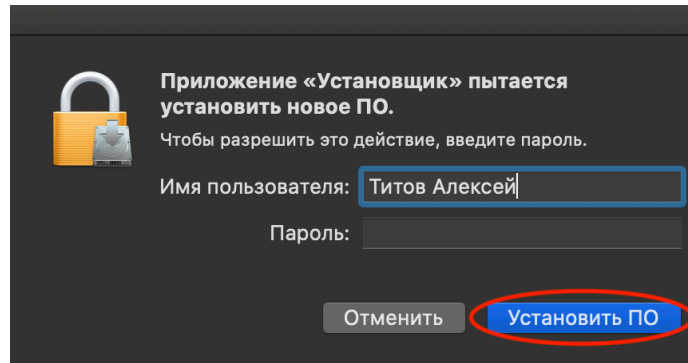 Приложение «Установщик» пытается
установить новое ПО.
Чтобы разрешить это действие, введите пароль.
Имя пользователя: Титов Алексей
Пароль:
Отменить Установить ПО